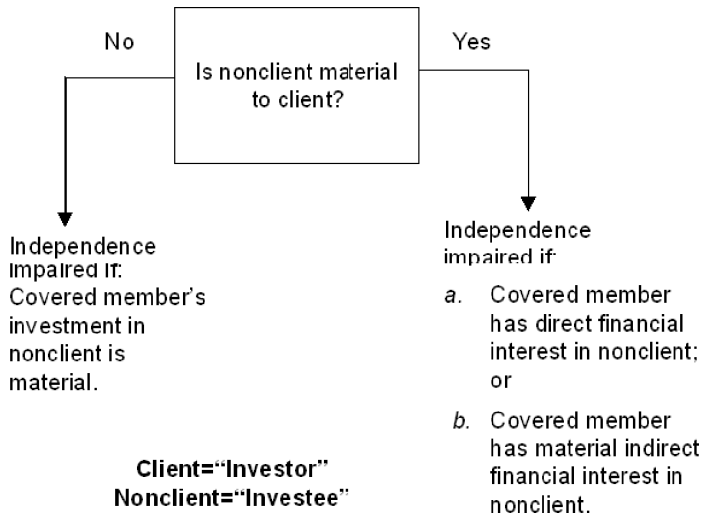 No
Yes
Is nonclient material
to client?
Independence
impaired if:
Covered member's
investment in
nonclient is
material.
Independence
impaired if:
a. Covered member
has direct financial
interest in nonclient;
or
b. Covered member
has material indirect
financial interest in
nonclient.
Client=“Investor”
Nonclient=“Investee”